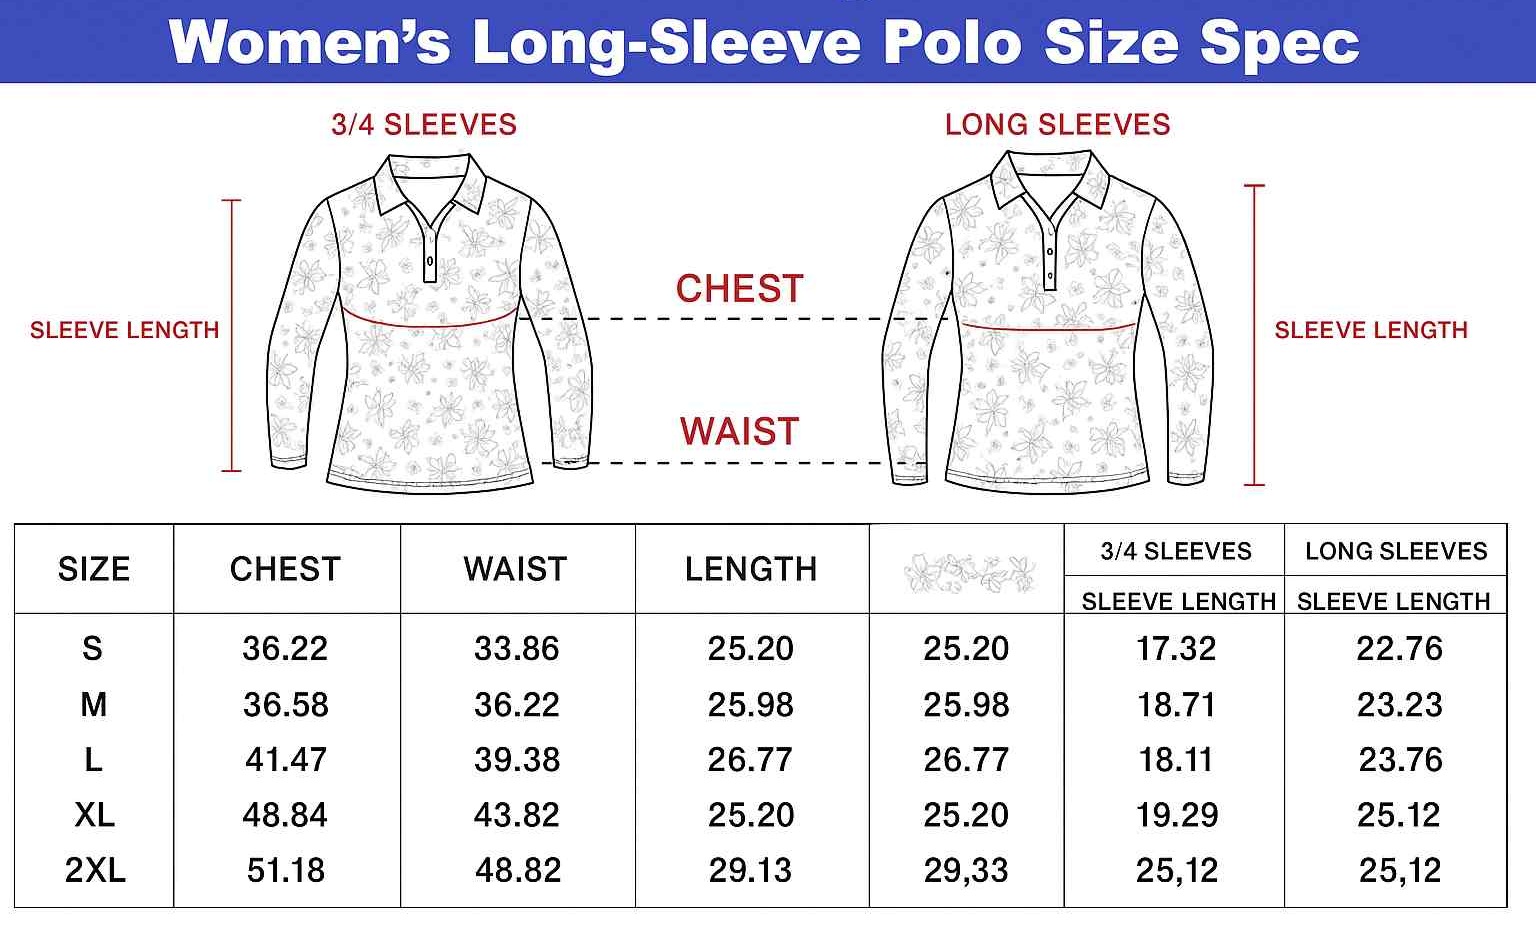 Women’s Long-Sleeve Polo Size Spec
3/4 SLEEVES
LONG SLEEVES
CHEST
SLEEVE LENGTH
SLEEVE LENGTH
WAIST
SIZE CHEST WAIST LENGTH 3/4 SLEEVES LONG SLEEVES
SLEEVE LENGTH SLEEVE LENGTH
S 36.22 33.86 25.20 25.20 17.32 22.76
M 36.58 36.22 25.98 25.98 18.71 23.23
L 41.47 39.38 26.77 26.77 18.11 23.76
XL 48.84 43.82 25.20 25.20 19.29 25.12
2XL 51.18 48.82 29.13 29,33 25,12 25,12